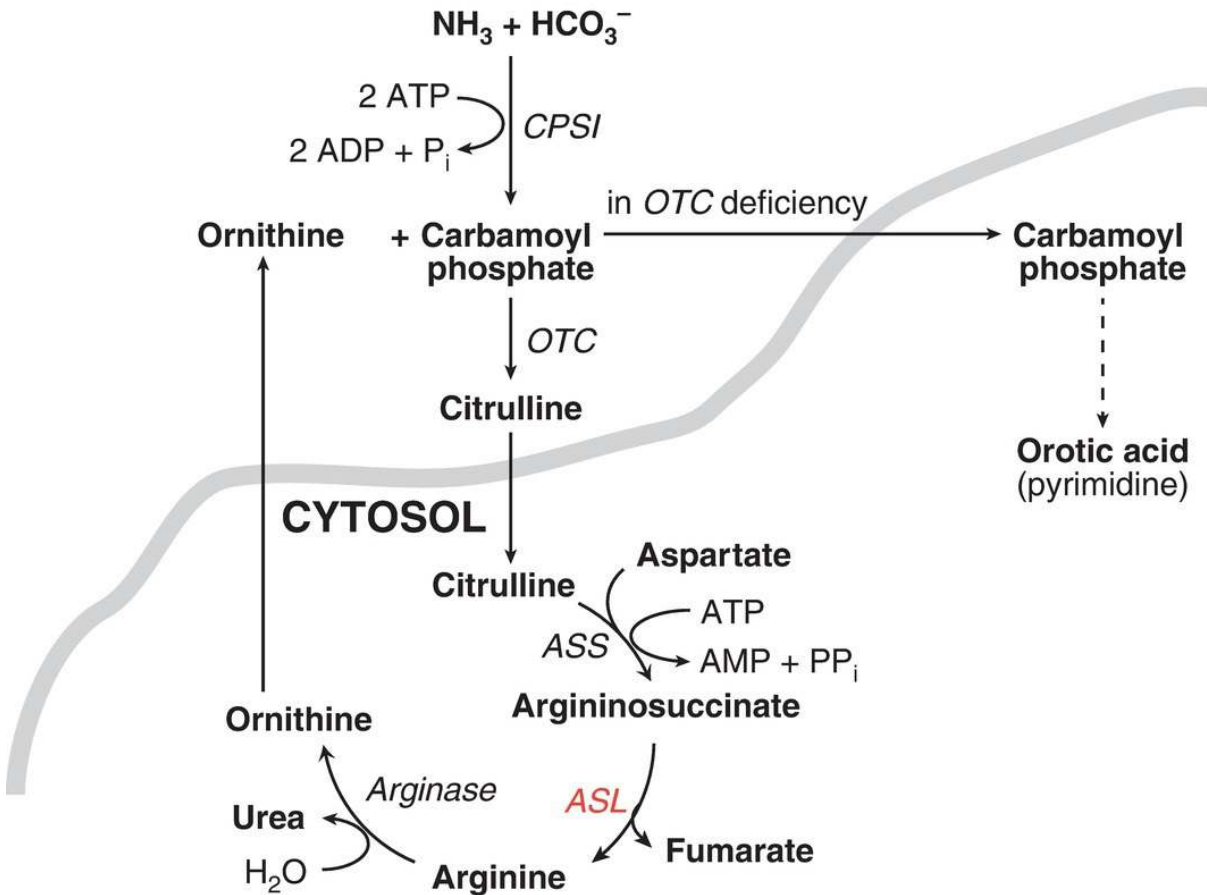 NH₃ + HCO₃⁻
2 ATP
CPSI
2 ADP + Pᵢ
in OTC deficiency
Ornithine + Carbamoyl
phosphate
Carbamoyl
phosphate
OTC
Citrulline
Orotic acid
(pyrimidine)
CYTOSOL
Aspartate
Citrulline
ATP
ASS
AMP + PPᵢ
Argininosuccinate
Ornithine
Arginase
ASL
Urea
Fumarate
H₂O
Arginine